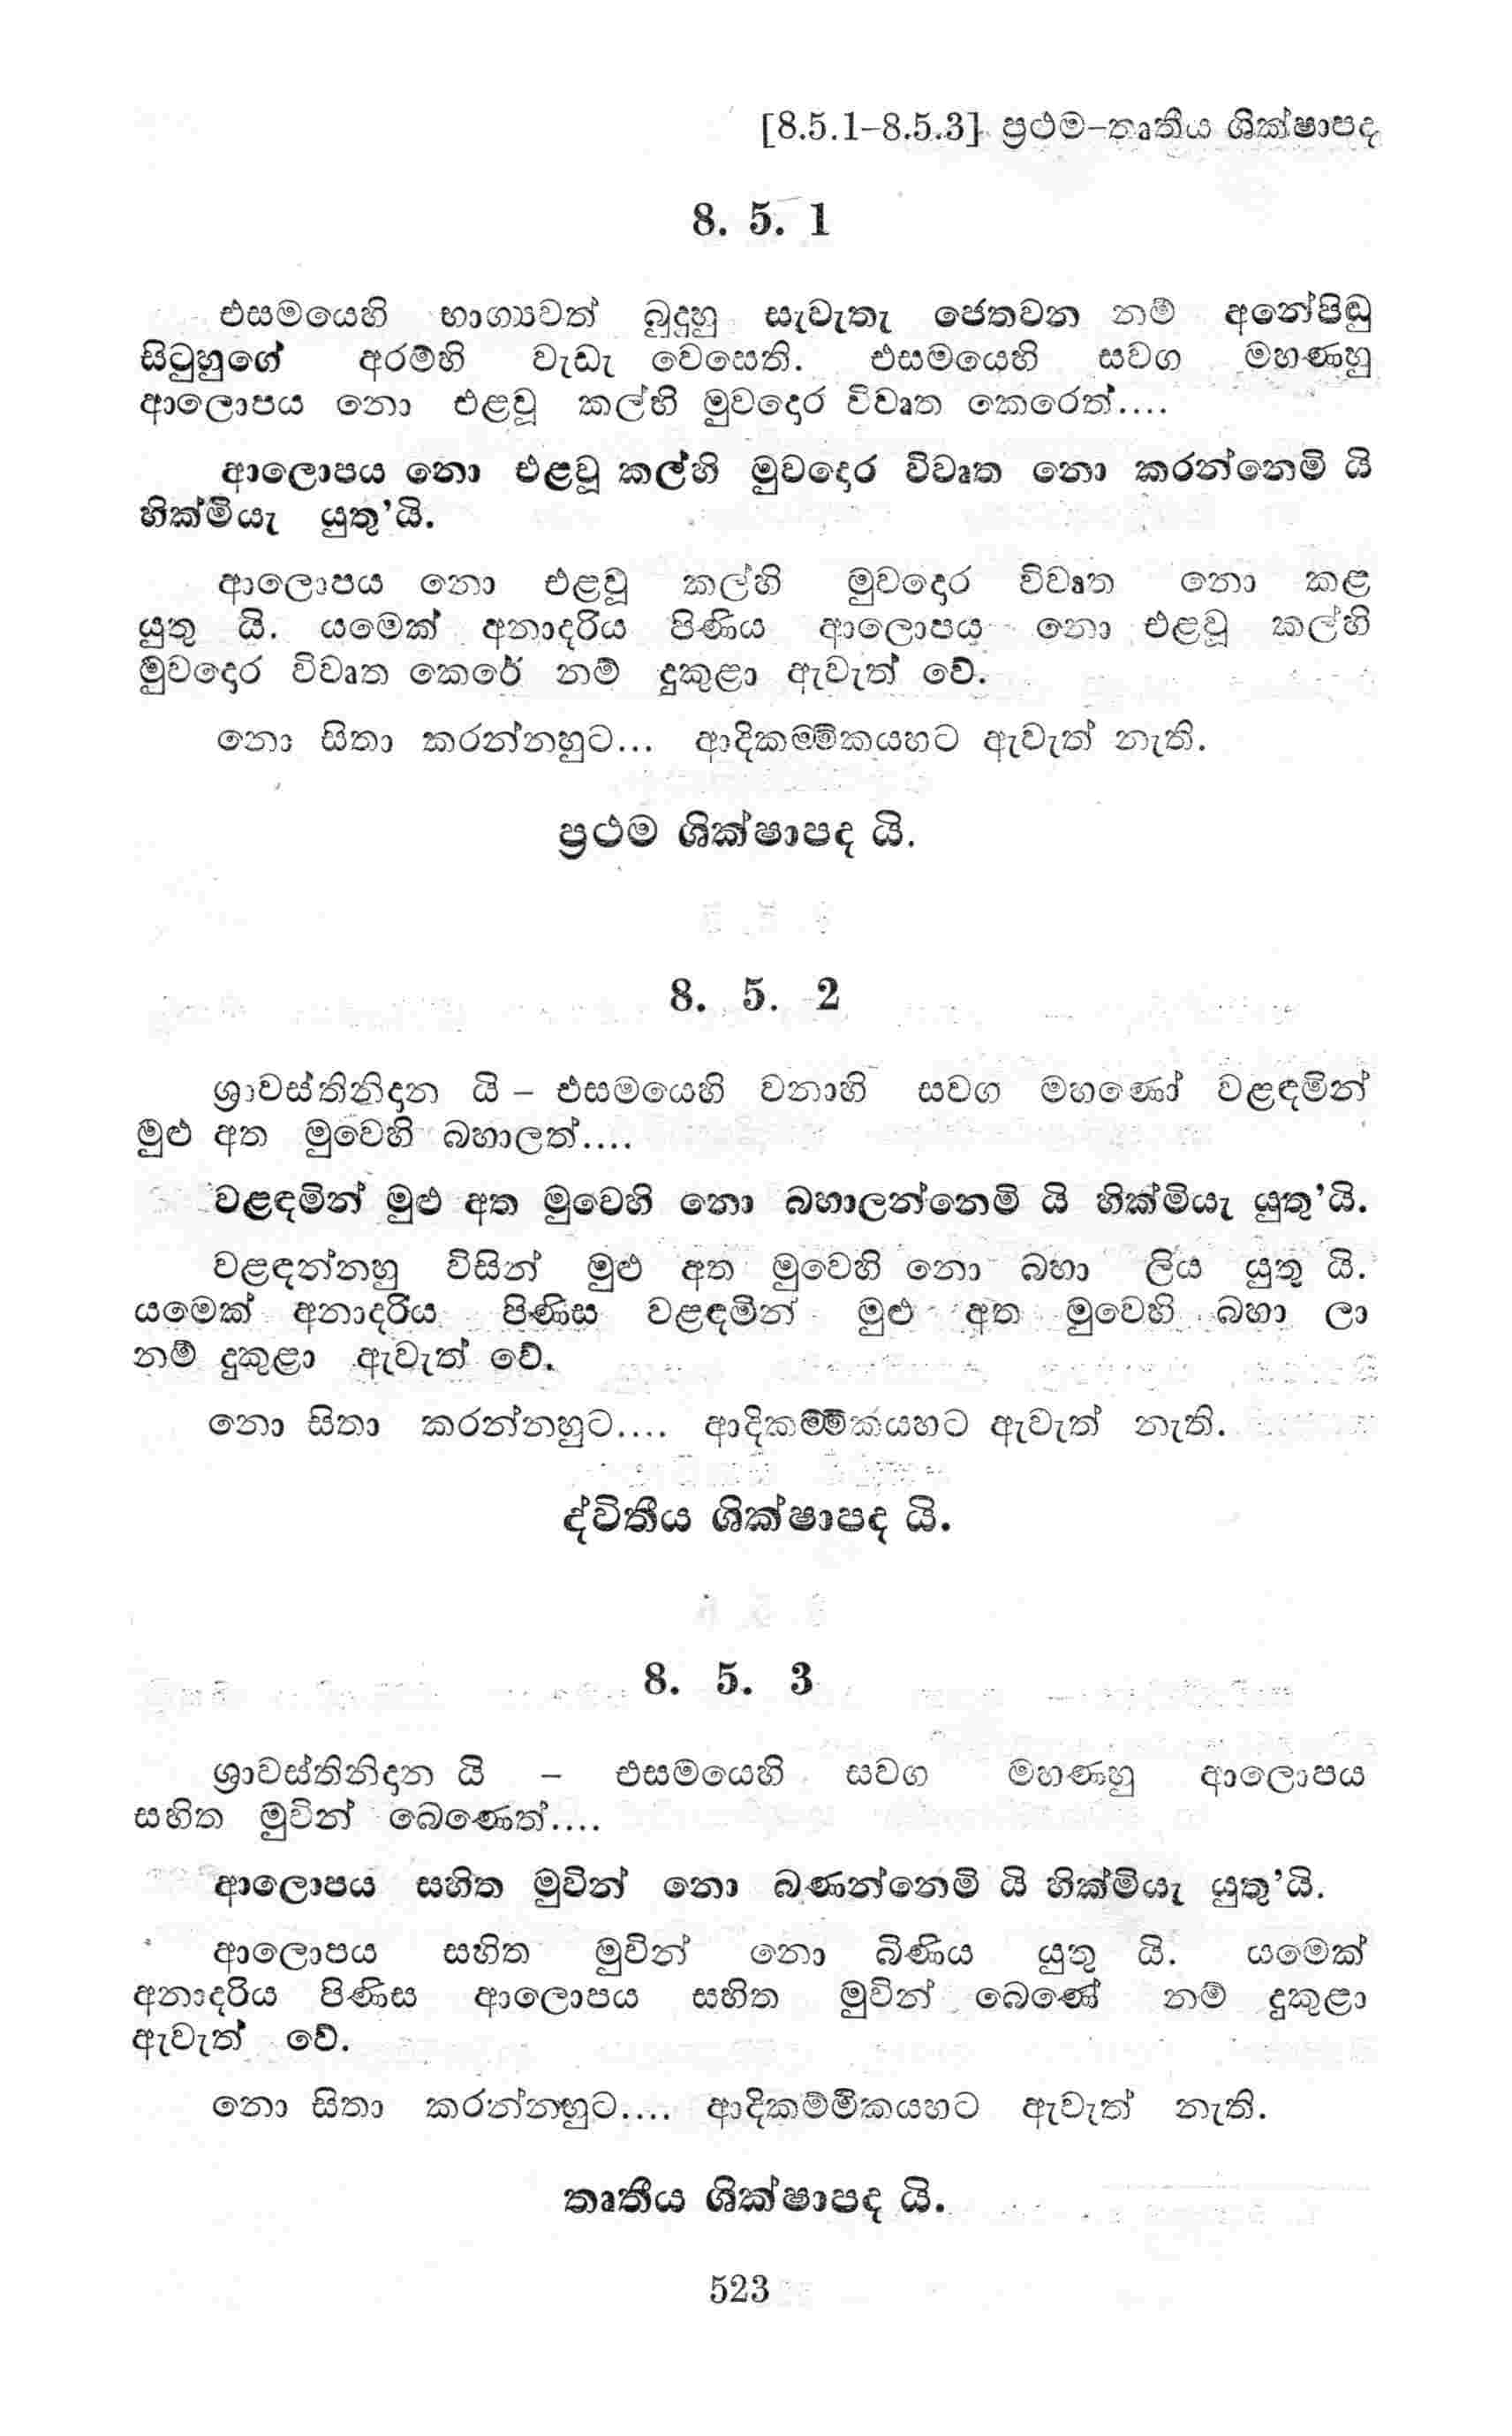 [8.5.1–8.5.3] ප්‍රථම–තෘතීය ශික්ෂාපද
8. 5. 1
එසමයෙහි භාග්‍යවත් බුදුහු සැවැතැ ජෙතවන නම් අනේපිඬු
සිටුහුගේ අරම්හි වැඩැ වෙසෙති. එසමයෙහි සවග මහණහු
ආලොපය නො එළවූ කල්හි මුවදොර විවෘත කෙරෙත්....
ආලොපය නො එළවූ කල්හි මුවදොර විවෘත නො කරන්නෙමි යි
හික්මියැ යුතු’යි.
ආලොපය නො එළවූ කල්හි මුවදොර විවෘත නො කළ
යුතු යි. යමෙක් අනාදරිය පිණිය ආලොපය නො එළවූ කල්හි
මුවදොර විවෘත කෙරේ නම් දුකුළා ඇවැත් වේ.
නො සිතා කරන්නහුට... ආදිකම්මිකයහට ඇවැත් නැති.
ප්‍රථම ශික්ෂාපද යි.
8. 5. 2
ශ්‍රාවස්තිනිදාන යි – එසමයෙහි වනාහි සවග මහණෝ වළඳමින්
මුළු අත මුවෙහි බහාලත්....
වළඳමින් මුළු අත මුවෙහි නො බහාලන්නෙමි යි හික්මියැ යුතු’යි.
වළඳන්නහු විසින් මුළු අත මුවෙහි නො බහා ලිය යුතු යි.
යමෙක් අනාදරිය පිණිස වළඳමින් මුළු අත මුවෙහි බහා ලා
නම් දුකුළා ඇවැත් වේ.
නො සිතා කරන්නහුට.... ආදිකම්මිකයහට ඇවැත් නැති.
ද්විතීය ශික්ෂාපද යි.
8. 5. 3
ශ්‍රාවස්තිනිදාන යි – එසමයෙහි සවග මහණහු ආලොපය
සහිත මුවින් බෙණෙත්....
ආලොපය සහිත මුවින් නො බණන්නෙමි යි හික්මියැ යුතු’යි.
ආලොපය සහිත මුවින් නො බිණිය යුතු යි. යමෙක්
අනාදරිය පිණිස ආලොපය සහිත මුවින් බෙණේ නම් දුකුළා
ඇවැත් වේ.
නො සිතා කරන්නහුට.... ආදිකම්මිකයහට ඇවැත් නැති.
තෘතීය ශික්ෂාපද යි.
523